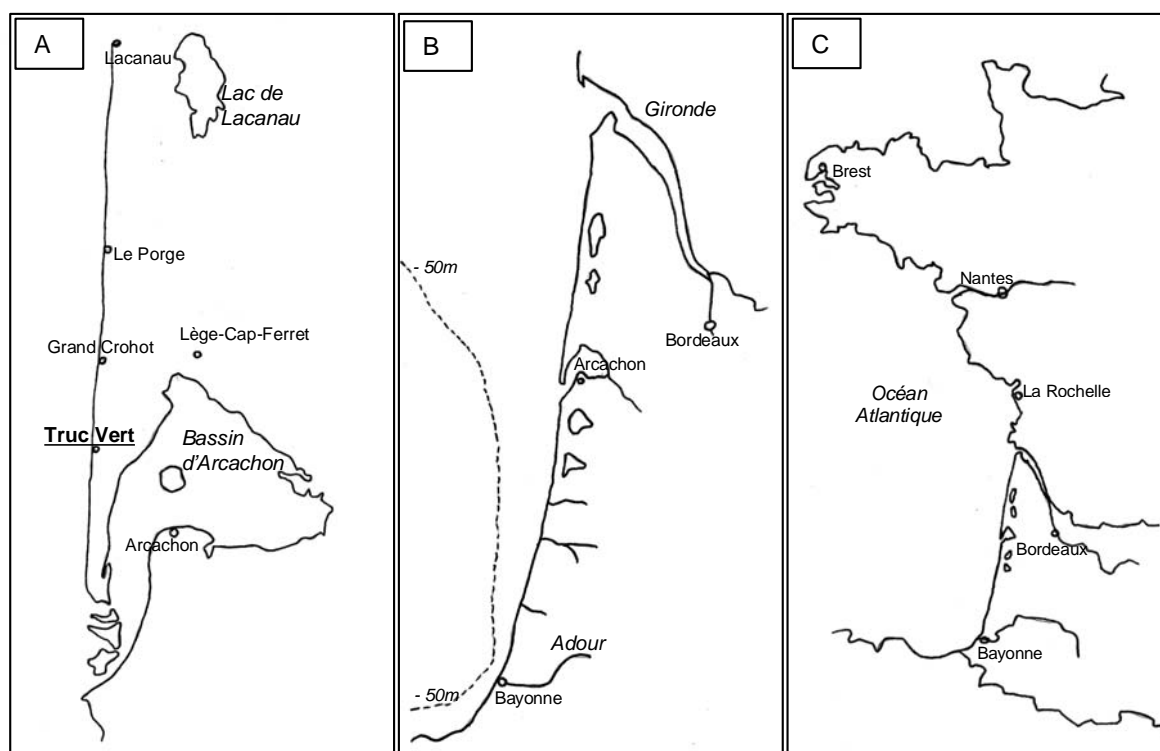 A
Lacanau
Lac de
Lacanau
Le Porge
Lège-Cap-Ferret
Grand Crohot
Truc Vert
Bassin
d'Arcachon
Arcachon
B
Gironde
- 50m
Bordeaux
Arcachon
Adour
- 50m
Bayonne
C
Brest
Nantes
La Rochelle
Océan
Atlantique
Bordeaux
Bayonne